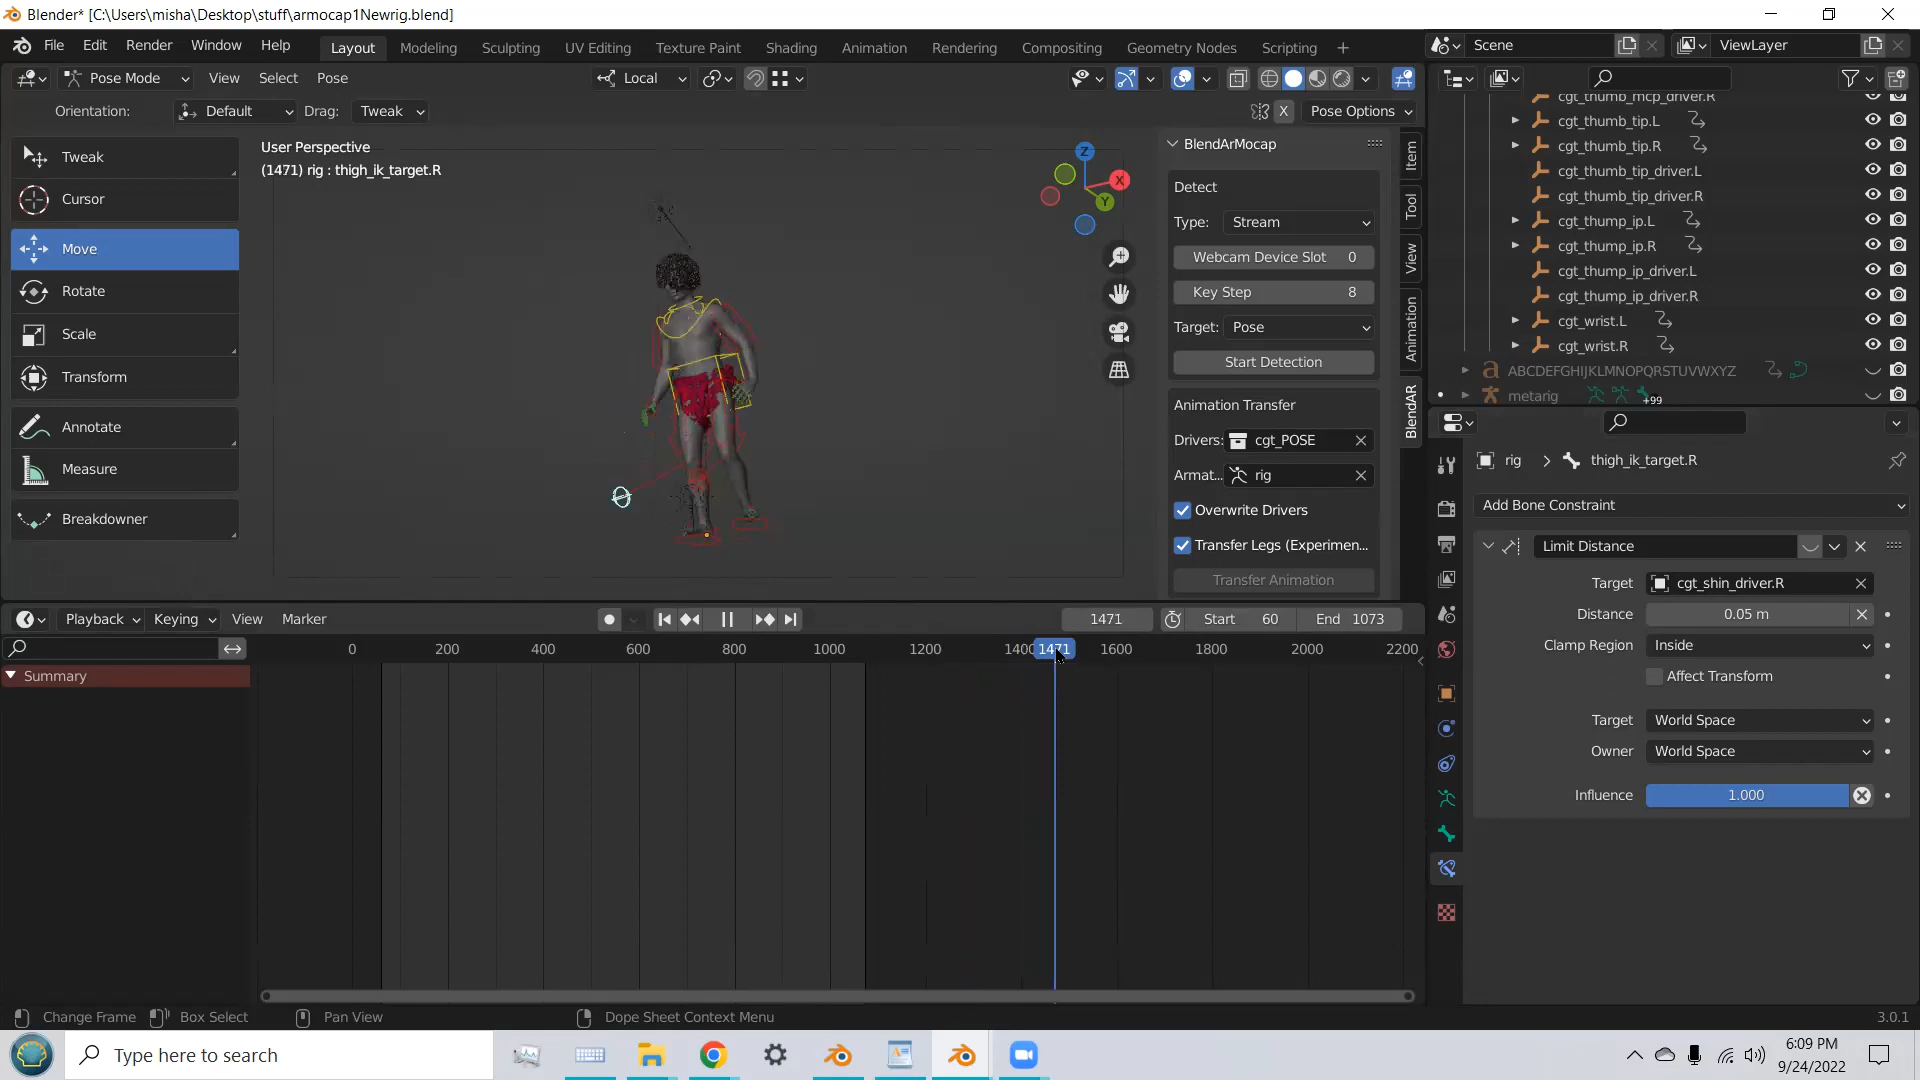 Blender* [C:\Users\misha\Desktop\stuff\armocap1Newrig.blend]
File Edit Render Window Help
Layout Modeling Sculpting UV Editing Texture Paint Shading Animation Rendering Compositing Geometry Nodes Scripting +
Scene
ViewLayer
Pose Mode View Select Pose
Local
Orientation: Default Drag: Tweak
X Pose Options
Tweak
Cursor
Move
Rotate
Scale
Transform
Annotate
Measure
Breakdowner
User Perspective
(1471) rig : thigh_ik_target.R
Z
X
Y
BlendArMocap
Detect
Type: Stream
Webcam Device Slot 0
Key Step 8
Target: Pose
Start Detection
Animation Transfer
Drivers: cgt_POSE
Armat... rig
Overwrite Drivers
Transfer Legs (Experimen...
Transfer Animation
Item
Tool
View
Animation
BlendAR
cgt_thumb_mcp_driver.R
cgt_thumb_tip.L
cgt_thumb_tip.R
cgt_thumb_tip_driver.L
cgt_thumb_tip_driver.R
cgt_thump_ip.L
cgt_thump_ip.R
cgt_thump_ip_driver.L
cgt_thump_ip_driver.R
cgt_wrist.L
cgt_wrist.R
ABCDEFGHIJKLMNOPQRSTUVWXYZ
metarig +99
rig > thigh_ik_target.R
Add Bone Constraint
Limit Distance
Target cgt_shin_driver.R
Distance 0.05 m
Clamp Region Inside
Affect Transform
Target World Space
Owner World Space
Influence 1.000
Playback Keying View Marker
1471 Start 60 End 1073
0 200 400 600 800 1000 1200 1400 1471 1600 1800 2000 2200
Summary
Change Frame Box Select Pan View Dope Sheet Context Menu
3.0.1
Type here to search
6:09 PM
9/24/2022